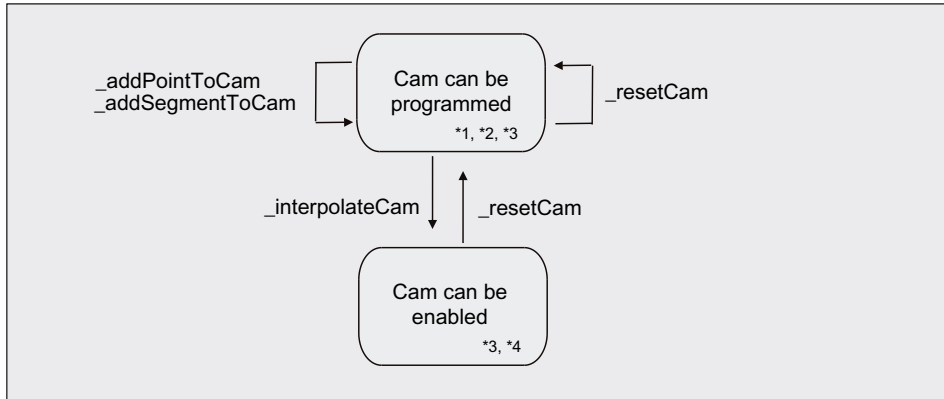 _addPointToCam
_addSegmentToCam
Cam can be
programmed
*1, *2, *3
_resetCam
_interpolateCam
_resetCam
Cam can be
enabled
*3, *4